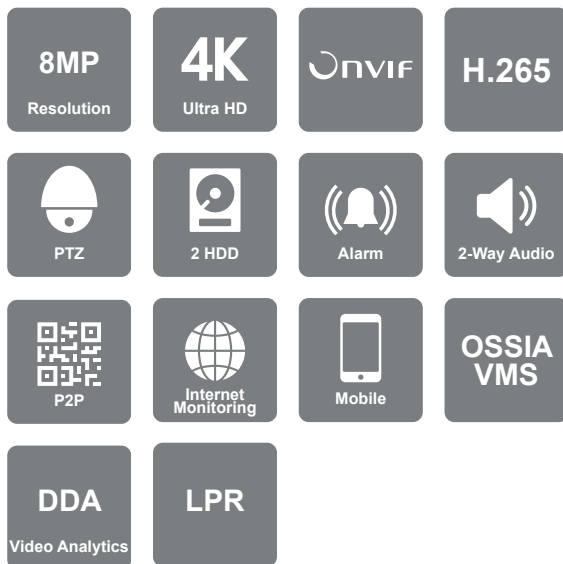 8MP
Resolution
4K
Ultra HD
ONVIF
H.265
PTZ
2 HDD
Alarm
2-Way Audio
P2P
Internet
Monitoring
Mobile
OSSIA
VMS
DDA
Video Analytics
LPR